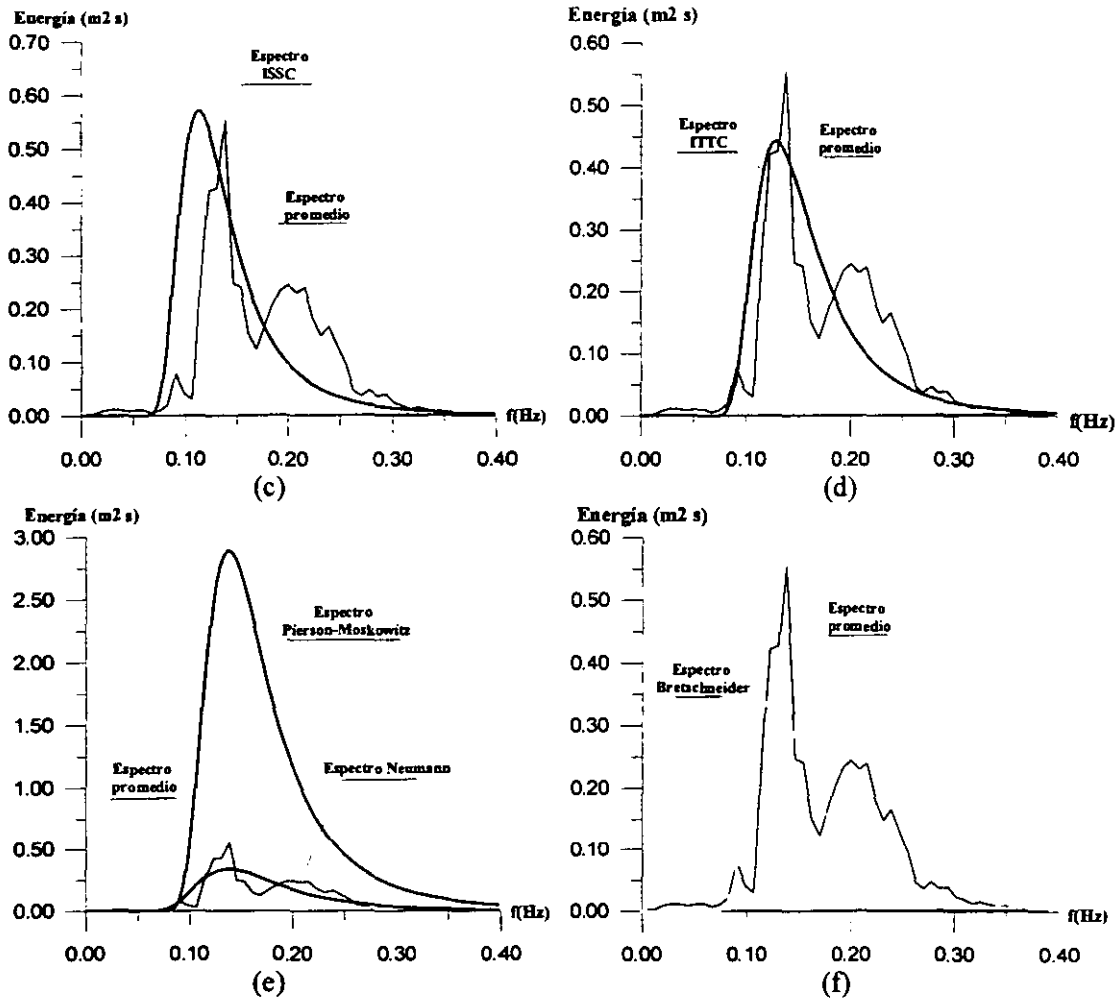 Energía (m2 s)
0.70
0.60
0.50
0.40
0.30
0.20
0.10
0.00
0.00 0.10 0.20 0.30 0.40
f(Hz)
Espectro
ISSC
Espectro
promedio
(c)
Energía (m2 s)
0.60
0.50
0.40
0.30
0.20
0.10
0.00
0.00 0.10 0.20 0.30 0.40
f(Hz)
Espectro
ITTC
Espectro
promedio
(d)
Energía (m2 s)
3.00
2.50
2.00
1.50
1.00
0.50
0.00
0.00 0.10 0.20 0.30 0.40
f(Hz)
Espectro
Pierson-Moskowitz
Espectro
promedio
Espectro Neumann
(e)
Energía (m2 s)
0.60
0.50
0.40
0.30
0.20
0.10
0.00
0.00 0.10 0.20 0.30 0.40
f(Hz)
Espectro
promedio
Espectro
Bretschneider
(f)